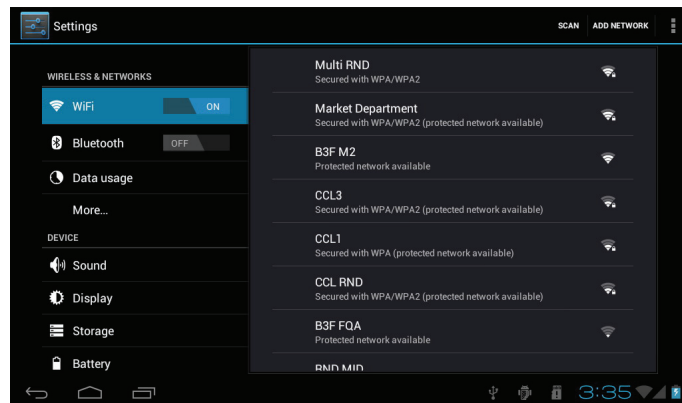 Settings
SCAN
ADD NETWORK
WIRELESS & NETWORKS
WiFi
ON
Bluetooth
OFF
Data usage
More...
DEVICE
Sound
Display
Storage
Battery
Multi RND
Secured with WPA/WPA2
Market Department
Secured with WPA/WPA2 (protected network available)
B3F M2
Protected network available
CCL3
Secured with WPA/WPA2 (protected network available)
CCL1
Secured with WPA (protected network available)
CCL RND
Secured with WPA/WPA2 (protected network available)
B3F FQA
Protected network available
RND MID
3:35